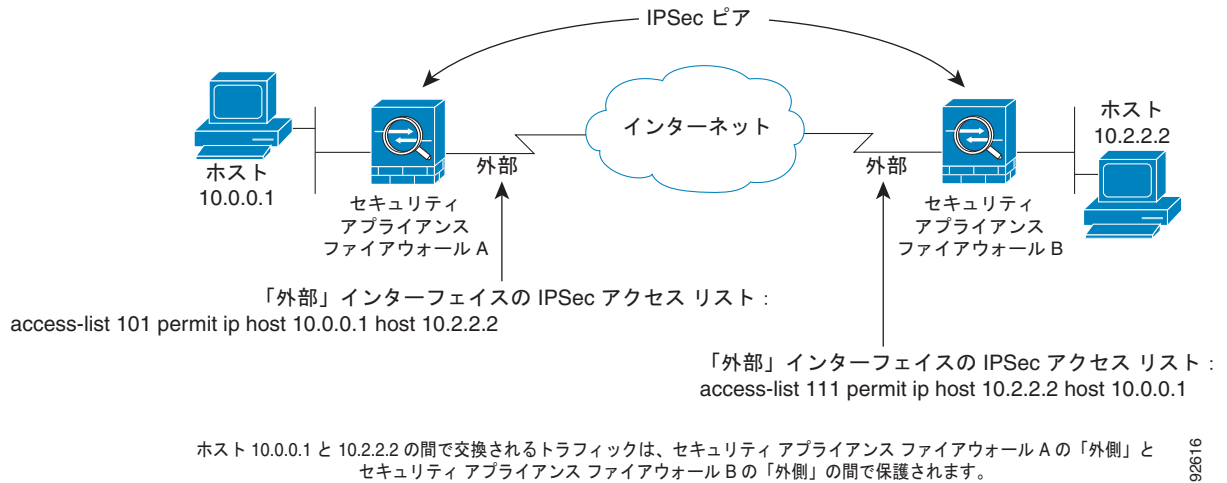 IPSec ピア
インターネット
ホスト
10.0.0.1
外部
外部
ホスト
10.2.2.2
セキュリティ
アプライアンス
ファイアウォール A
セキュリティ
アプライアンス
ファイアウォール B
「外部」インターフェイスの IPSec アクセス リスト：
access-list 101 permit ip host 10.0.0.1 host 10.2.2.2
「外部」インターフェイスの IPSec アクセス リスト：
access-list 111 permit ip host 10.2.2.2 host 10.0.0.1
ホスト 10.0.0.1 と 10.2.2.2 の間で交換されるトラフィックは、セキュリティ アプライアンス ファイアウォール A の「外側」と
セキュリティ アプライアンス ファイアウォール B の「外側」の間で保護されます。
92616